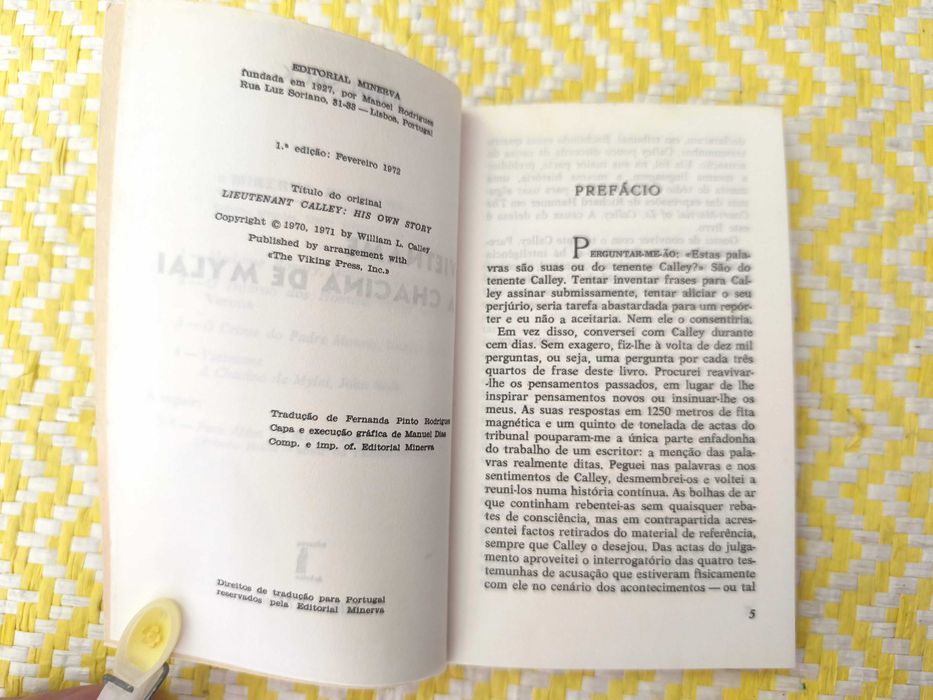 EDITORIAL MINERVA
fundada em 1927, por Manoel Rodrigues
Rua Luz Soriano, 31-33 — Lisboa, Portugal
1.ª edição: Fevereiro 1972
Título do original
LIEUTENANT CALLEY: HIS OWN STORY
Copyright © 1970, 1971 by William L. Calley
Published by arrangement with
«The Viking Press, Inc.»
A CHACINA DE MYLAI
Tradução de Fernanda Pinto Rodrigues
Capa e execução gráfica de Manuel Dias
Comp. e imp. of. Editorial Minerva
Direitos de tradução para Portugal
reservados pela Editorial Minerva
PREFÁCIO
PERGUNTAR-ME-ÃO: «Estas pala-
vras são suas ou do tenente Calley?» São do
tenente Calley. Tentar inventar frases para Cal-
ley assinar submissamente, tentar aliciar o seu
perjúrio, seria tarefa abastardada para um repór-
ter e eu não a aceitaria. Nem ele o consentiria.
Em vez disso, conversei com Calley durante
cem dias. Sem exagero, fiz-lhe à volta de dez mil
perguntas, ou seja, uma pergunta por cada três
quartos de frase deste livro. Procurei reavivar-
-lhe os pensamentos passados, em lugar de lhe
inspirar pensamentos novos ou insinuar-lhe os
meus. As suas respostas em 1250 metros de fita
magnética e um quinto de tonelada de actas do
tribunal pouparam-me a única parte enfadonha
do trabalho de um escritor: a menção das pala-
vras realmente ditas. Peguei nas palavras e nos
sentimentos de Calley, desmembrei-os e voltei a
reuni-los numa história contínua. As bolhas de ar
que continham rebentei-as sem quaisquer reba-
tes de consciência, mas em contrapartida acres-
centei factos retirados do material de referência,
sempre que Calley o desejou. Das actas do julga-
mento aproveitei o interrogatório das quatro tes-
temunhas de acusação que estiveram fisicamente
com ele no cenário dos acontecimentos — ou tal
5